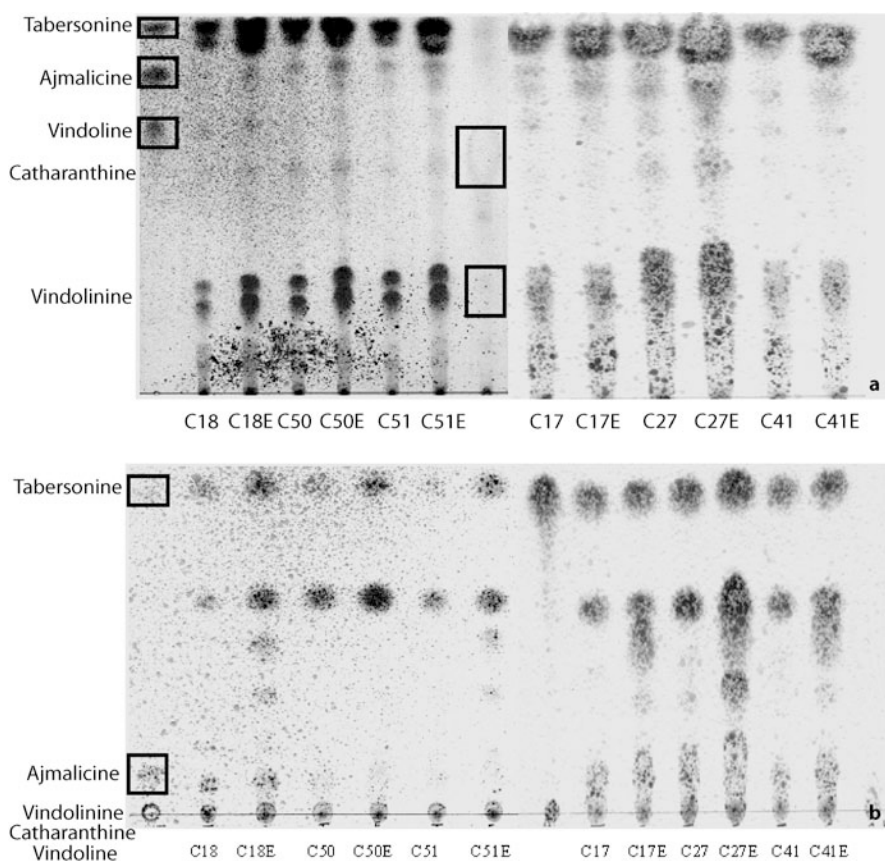 Tabersonine
Ajmalicine
Vindoline
Catharanthine
Vindolinine
a
C18 C18E C50 C50E C51 C51E C17 C17E C27 C27E C41 C41E
Tabersonine
Ajmalicine
Vindolinine
b
Catharanthine
Vindoline
C18 C18E C50 C50E C51 C51E C17 C17E C27 C27E C41 C41E